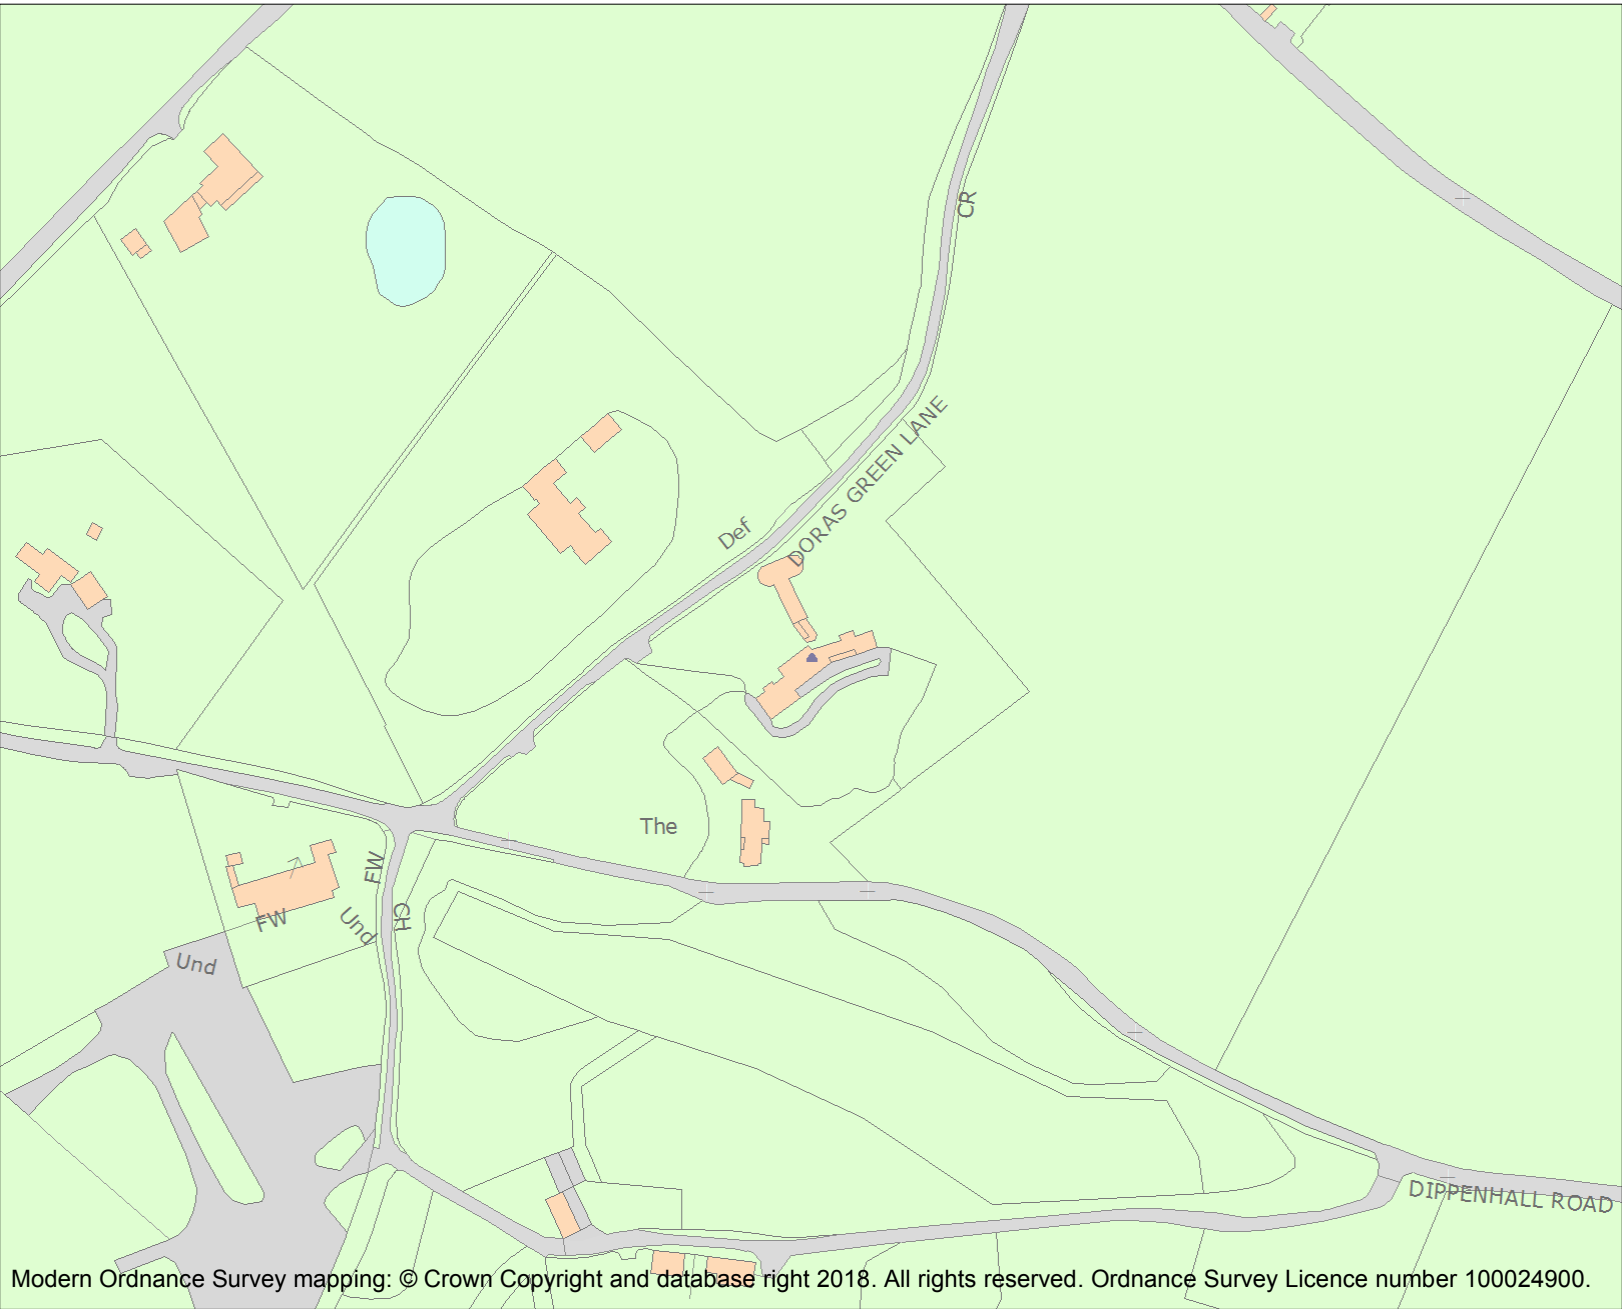 CR
DORAS GREEN LANE
Def
The
FW
CH
Und
FW
Und
DIPPENHALL ROAD
Modern Ordnance Survey mapping: © Crown Copyright and database right 2018. All rights reserved. Ordnance Survey Licence number 100024900.